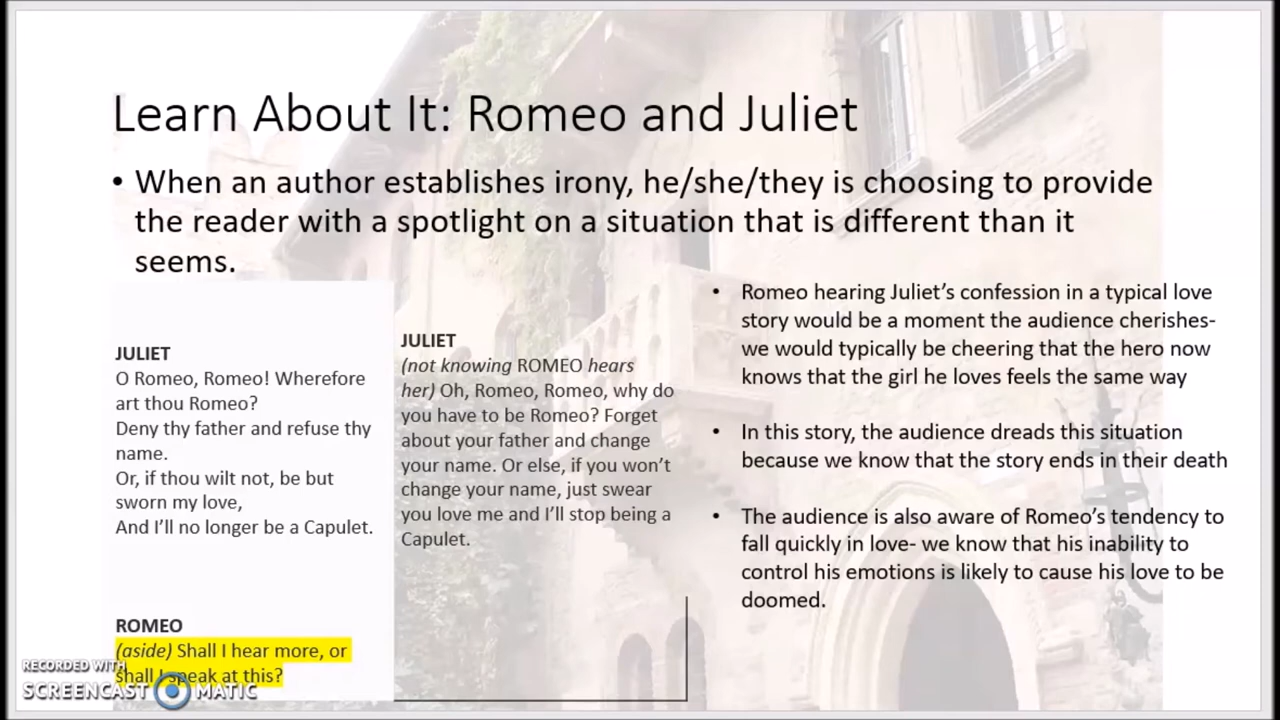 Learn About It: Romeo and Juliet
• When an author establishes irony, he/she/they is choosing to provide
the reader with a spotlight on a situation that is different than it
seems.
JULIET
O Romeo, Romeo! Wherefore
art thou Romeo?
Deny thy father and refuse thy
name.
Or, if thou wilt not, be but
sworn my love,
And I'll no longer be a Capulet.
ROMEO
(aside) Shall I hear more, or
shall I speak at this?
JULIET
(not knowing ROMEO hears
her) Oh, Romeo, Romeo, why do
you have to be Romeo? Forget
about your father and change
your name. Or else, if you won't
change your name, just swear
you love me and I'll stop being a
Capulet.
• Romeo hearing Juliet's confession in a typical love
story would be a moment the audience cherishes-
we would typically be cheering that the hero now
knows that the girl he loves feels the same way
• In this story, the audience dreads this situation
because we know that the story ends in their death
• The audience is also aware of Romeo's tendency to
fall quickly in love- we know that his inability to
control his emotions is likely to cause his love to be
doomed.
RECORDED WITH
SCREENCAST MATIC